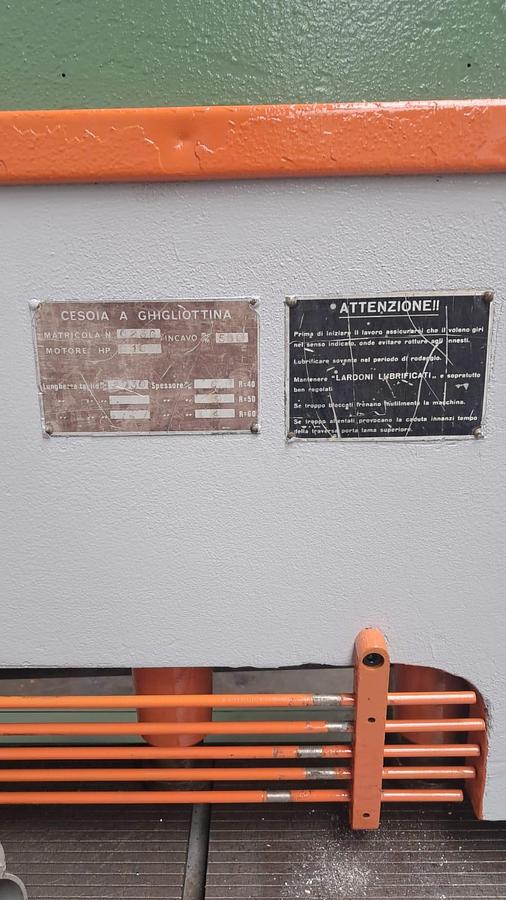 CESOIA A GHIGLIOTTINA
MATRICOLA N INCAVO
MOTORE HP 10
Lunghezza taglio Spessore R=40
" " R=50
" " R=60
ATTENZIONE!!
Prima di iniziare il lavoro assicurarsi che il volano giri
nel senso indicato, onde evitare rotture agli innesti.
Lubrificare sovente nel periodo di rodaggio.
Mantenere "LARDONI LUBRIFICATI„ e sopratutto
ben regolati
Se troppo bloccati frenano inutilmente la macchina.
Se troppo allentati provocano la caduta innanzi tempo
della traversa porta lama superiore.